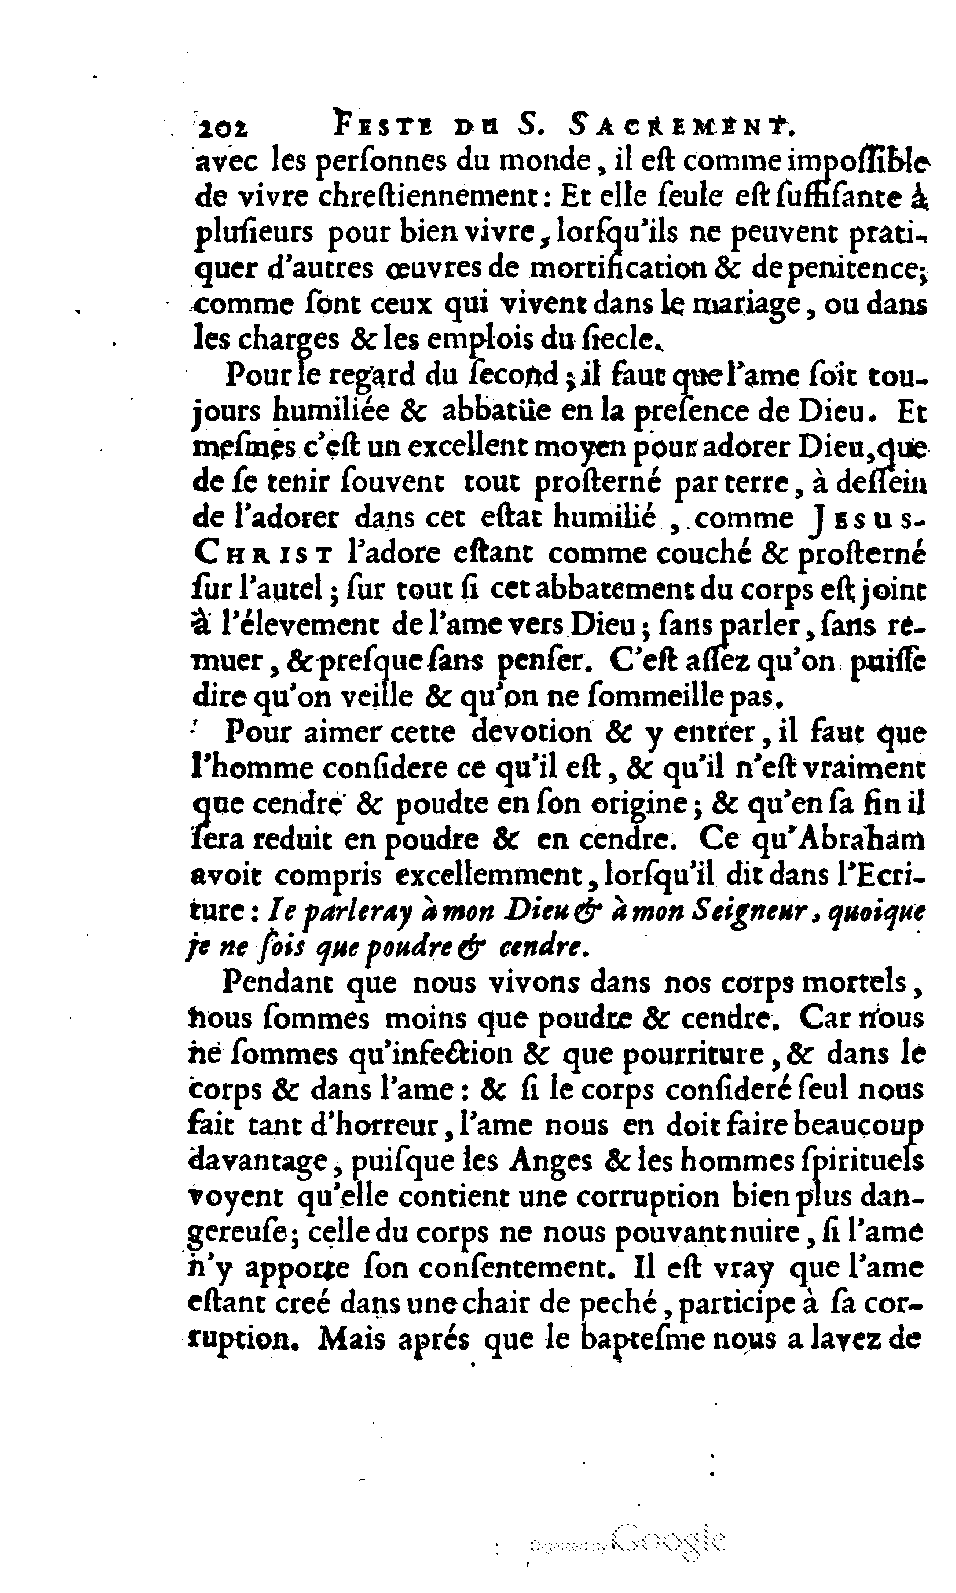 202 FESTE DU S. SACREMENT.
avec les perſonnes du monde, il eſt comme impoſſible
de vivre chreſtiennement: Et elle ſeule eſt ſuffiſante à
pluſieurs pour bien vivre, lorſqu'ils ne peuvent prati-
quer d'autres œuvres de mortification & de penitence;
comme ſont ceux qui vivent dans le mariage, ou dans
les charges & les emplois du ſiecle.
Pour le regard du ſecond; il faut que l'ame ſoit tou-
jours humiliée & abbatüe en la preſence de Dieu. Et
meſmes c'eſt un excellent moyen pour adorer Dieu, que
de ſe tenir ſouvent tout proſterné par terre, à deſſein
de l'adorer dans cet eſtat humilié, comme JESUS-
CHRIST l'adore eſtant comme couché & proſterné
ſur l'autel; ſur tout ſi cet abbatement du corps eſt joint
à l'élevement de l'ame vers Dieu; ſans parler, ſans re-
muer, & preſque ſans penſer. C'eſt aſſez qu'on puiſſe
dire qu'on veille & qu'on ne ſommeille pas.
Pour aimer cette devotion & y entrer, il faut que
l'homme conſidere ce qu'il eſt, & qu'il n'eſt vraiment
que cendre & poudre en ſon origine; & qu'en ſa fin il
ſera reduit en poudre & en cendre. Ce qu'Abraham
avoit compris excellemment, lorſqu'il dit dans l'Ecri-
ture: Ie parleray à mon Dieu & à mon Seigneur, quoique
je ne ſois que poudre & cendre.
Pendant que nous vivons dans nos corps mortels,
nous ſommes moins que poudre & cendre. Car nous
ne ſommes qu'infection & que pourriture, & dans le
corps & dans l'ame: & ſi le corps conſideré ſeul nous
fait tant d'horreur, l'ame nous en doit faire beaucoup
davantage, puiſque les Anges & les hommes ſpirituels
voyent qu'elle contient une corruption bien plus dan-
gereuſe; celle du corps ne nous pouvant nuire, ſi l'ame
n'y apporte ſon conſentement. Il eſt vray que l'ame
eſtant creé dans une chair de peché, participe à ſa cor-
ruption. Mais aprés que le bapteſme nous a lavez de
Digitized by Google